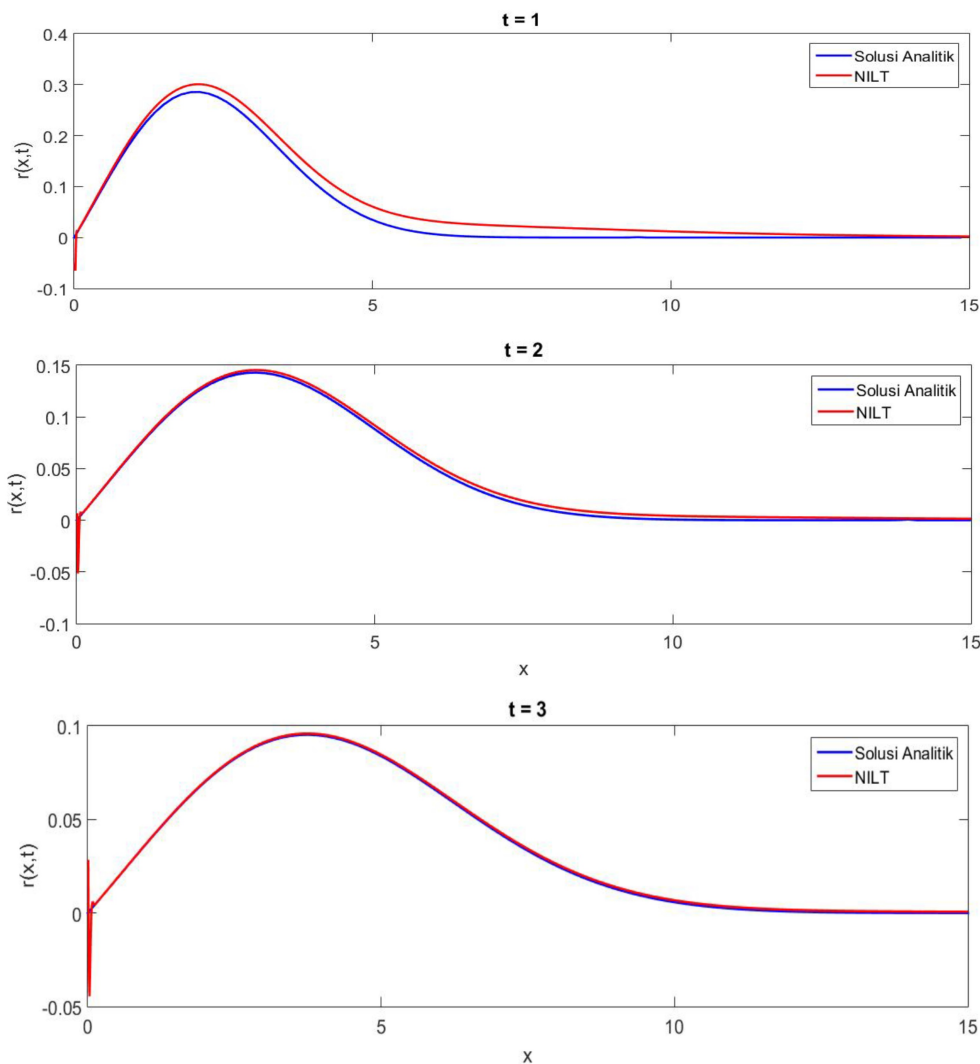 t = 1
0.4
0.3
0.2
0.1
0
-0.1
r(x,t)
Solusi Analitik
NILT
0
5
10
15
t = 2
0.15
0.1
0.05
0
-0.05
-0.1
r(x,t)
Solusi Analitik
NILT
0
5
10
15
x
t = 3
0.1
0.05
0
-0.05
r(x,t)
Solusi Analitik
NILT
0
5
10
15
x